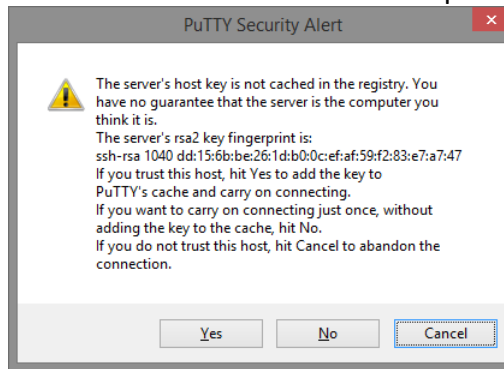 PuTTY Security Alert
The server's host key is not cached in the registry. You
have no guarantee that the server is the computer you
think it is.
The server's rsa2 key fingerprint is:
ssh-rsa 1040 dd:15:6b:be:26:1d:b0:0c:ef:af:59:f2:83:e7:a7:47
If you trust this host, hit Yes to add the key to
PuTTY's cache and carry on connecting.
If you want to carry on connecting just once, without
adding the key to the cache, hit No.
If you do not trust this host, hit Cancel to abandon the
connection.
Yes No Cancel